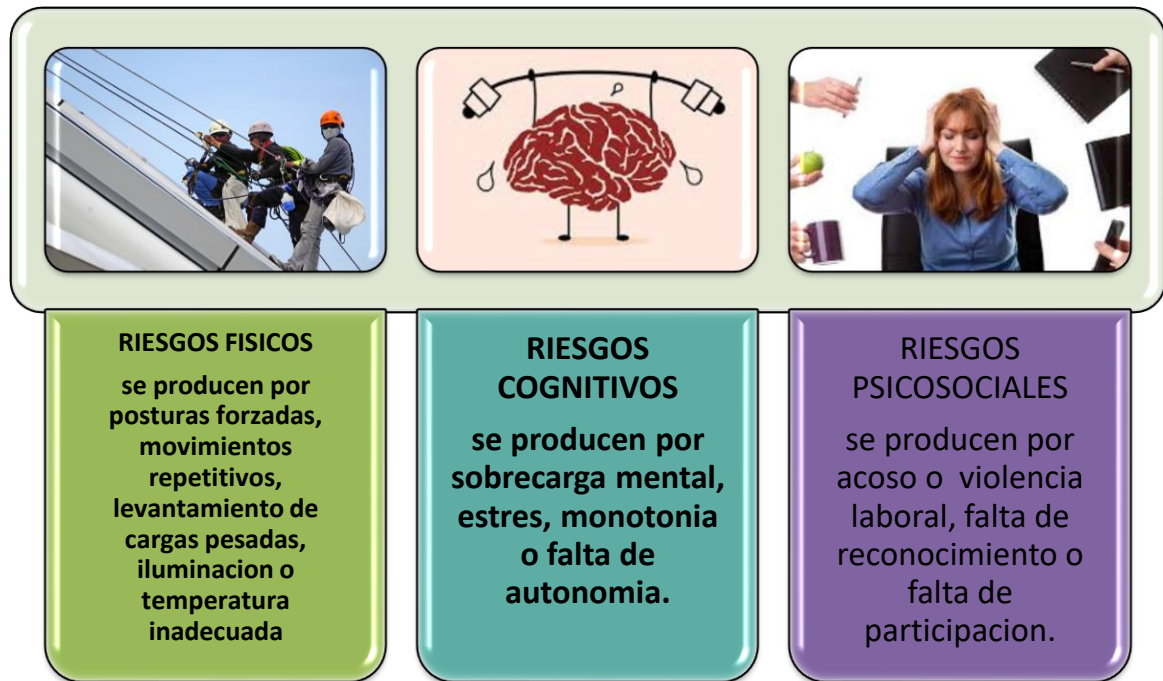 RIESGOS FISICOS
se producen por
posturas forzadas,
movimientos
repetitivos,
levantamiento de
cargas pesadas,
iluminacion o
temperatura
inadecuada
RIESGOS
COGNITIVOS
se producen por
sobrecarga mental,
estres, monotonia
o falta de
autonomia.
RIESGOS
PSICOSOCIALES
se producen por
acoso o  violencia
laboral, falta de
reconocimiento o
falta de
participacion.